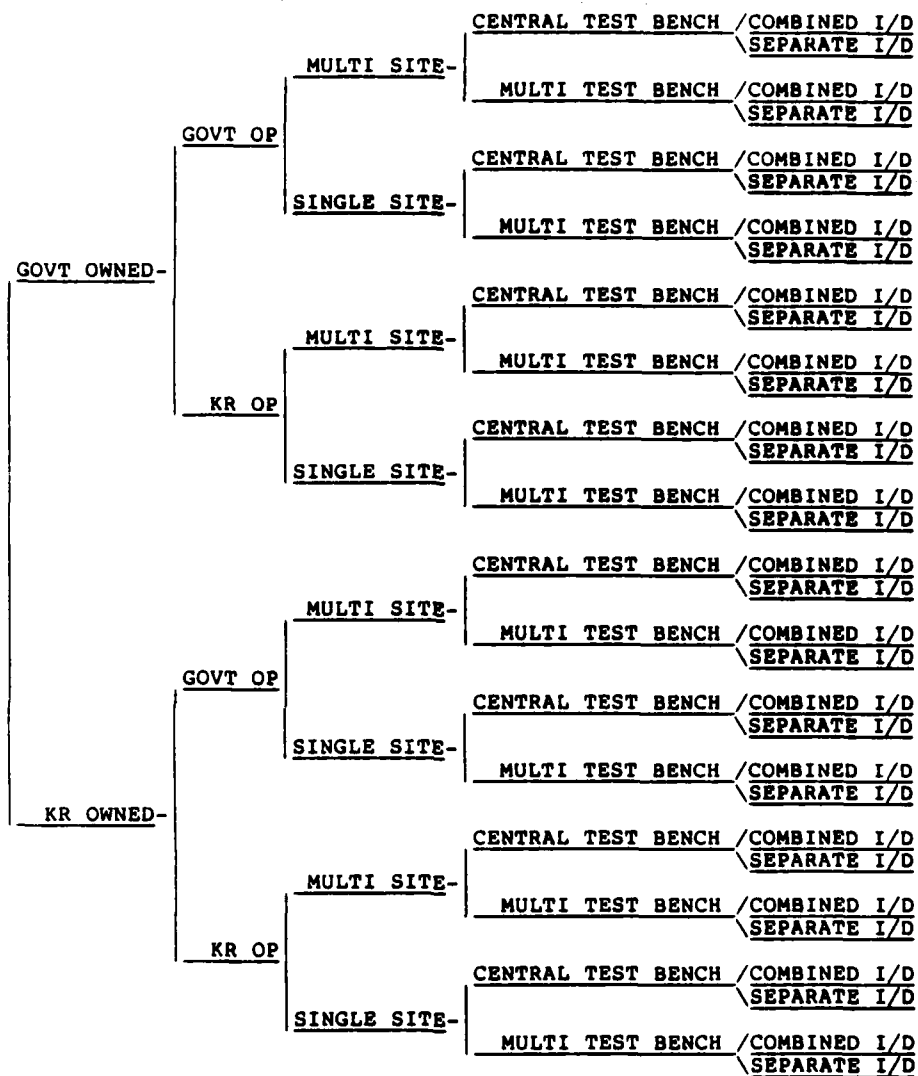 CENTRAL TEST BENCH /COMBINED I/D
\SEPARATE I/D
MULTI SITE-
MULTI TEST BENCH /COMBINED I/D
\SEPARATE I/D
GOVT OP
CENTRAL TEST BENCH /COMBINED I/D
\SEPARATE I/D
SINGLE SITE-
MULTI TEST BENCH /COMBINED I/D
\SEPARATE I/D
GOVT OWNED-
CENTRAL TEST BENCH /COMBINED I/D
\SEPARATE I/D
MULTI SITE-
MULTI TEST BENCH /COMBINED I/D
\SEPARATE I/D
KR OP
CENTRAL TEST BENCH /COMBINED I/D
\SEPARATE I/D
SINGLE SITE-
MULTI TEST BENCH /COMBINED I/D
\SEPARATE I/D
CENTRAL TEST BENCH /COMBINED I/D
\SEPARATE I/D
MULTI SITE-
MULTI TEST BENCH /COMBINED I/D
\SEPARATE I/D
GOVT OP
CENTRAL TEST BENCH /COMBINED I/D
\SEPARATE I/D
SINGLE SITE-
MULTI TEST BENCH /COMBINED I/D
\SEPARATE I/D
KR OWNED-
CENTRAL TEST BENCH /COMBINED I/D
\SEPARATE I/D
MULTI SITE-
MULTI TEST BENCH /COMBINED I/D
\SEPARATE I/D
KR OP
CENTRAL TEST BENCH /COMBINED I/D
\SEPARATE I/D
SINGLE SITE-
MULTI TEST BENCH /COMBINED I/D
\SEPARATE I/D